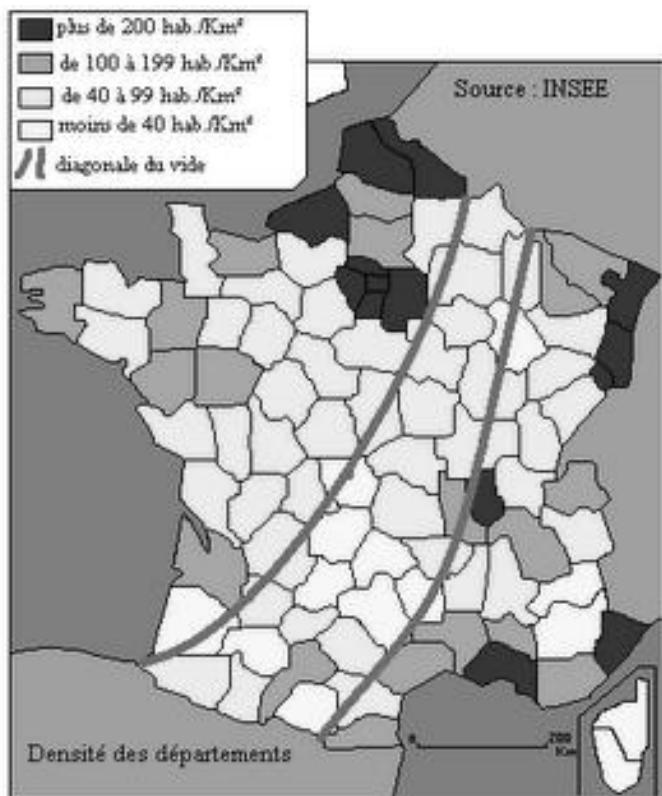 plus de 200 hab./Km²
de 100 à 199 hab./Km²
de 40 à 99 hab./Km²
moins de 40 hab./Km²
diagonale du vide
Source : INSEE
Densité des départements
0 200
Km